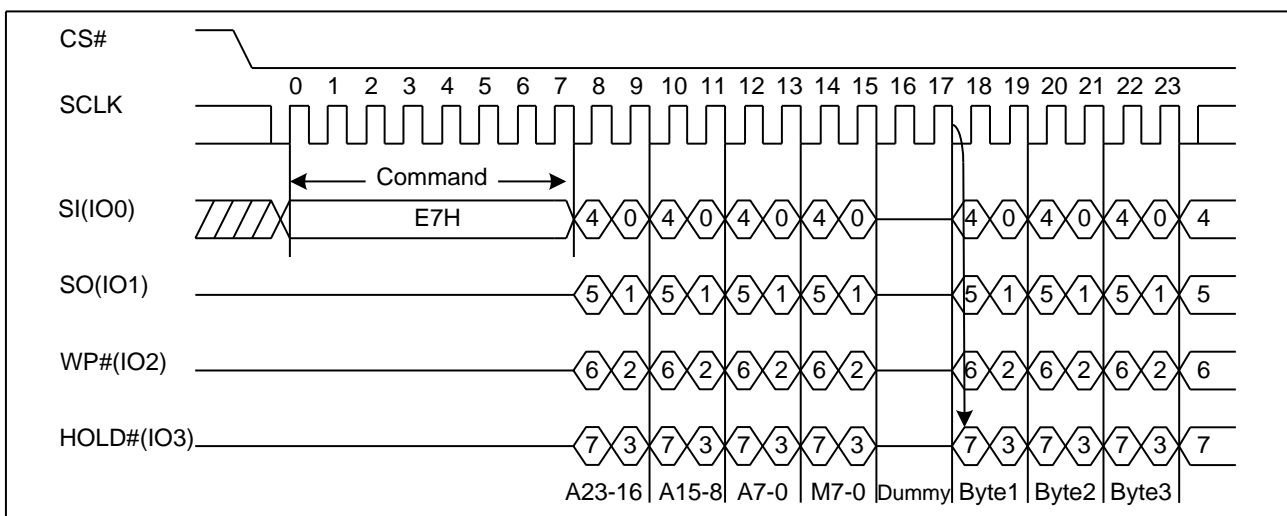 CS#
0 1 2 3 4 5 6 7 8 9 10 11 12 13 14 15 16 17 18 19 20 21 22 23
SCLK
Command
SI(IO0) E7H 4 0 4 0 4 0 4 0 4 0 4 0 4 0 4
SO(IO1) 5 1 5 1 5 1 5 1 5 1 5 1 5 1 5
WP#(IO2) 6 2 6 2 6 2 6 2 6 2 6 2 6 2 6
HOLD#(IO3) 7 3 7 3 7 3 7 3 7 3 7 3 7 3 7
A23-16 A15-8 A7-0 M7-0 Dummy Byte1 Byte2 Byte3